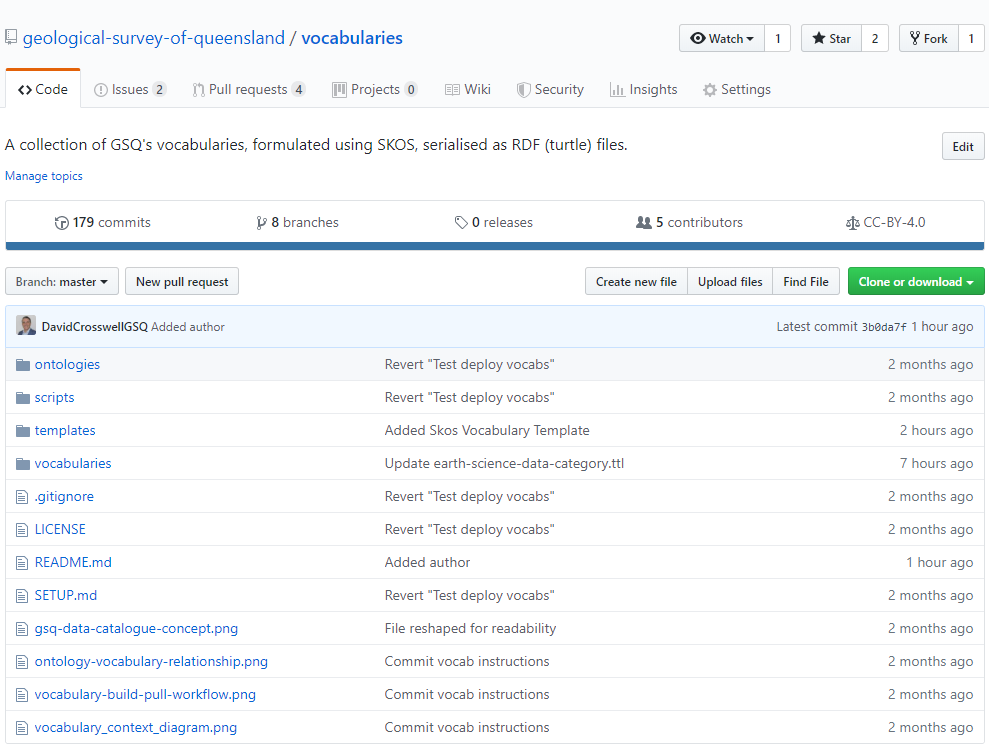 geological-survey-of-queensland / vocabularies Watch 1 Star 2 Fork 1
Code Issues 2 Pull requests 4 Projects 0 Wiki Security Insights Settings
A collection of GSQ's vocabularies, formulated using SKOS, serialised as RDF (turtle) files. Edit
Manage topics
179 commits 8 branches 0 releases 5 contributors CC-BY-4.0
Branch: master New pull request Create new file Upload files Find File Clone or download
DavidCrosswellGSQ Added author Latest commit 3b0da7f 1 hour ago
ontologies Revert "Test deploy vocabs" 2 months ago
scripts Revert "Test deploy vocabs" 2 months ago
templates Added Skos Vocabulary Template 2 hours ago
vocabularies Update earth-science-data-category.ttl 7 hours ago
.gitignore Revert "Test deploy vocabs" 2 months ago
LICENSE Revert "Test deploy vocabs" 2 months ago
README.md Added author 1 hour ago
SETUP.md Revert "Test deploy vocabs" 2 months ago
gsq-data-catalogue-concept.png File reshaped for readability 2 months ago
ontology-vocabulary-relationship.png Commit vocab instructions 2 months ago
vocabulary-build-pull-workflow.png Commit vocab instructions 2 months ago
vocabulary_context_diagram.png Commit vocab instructions 2 months ago